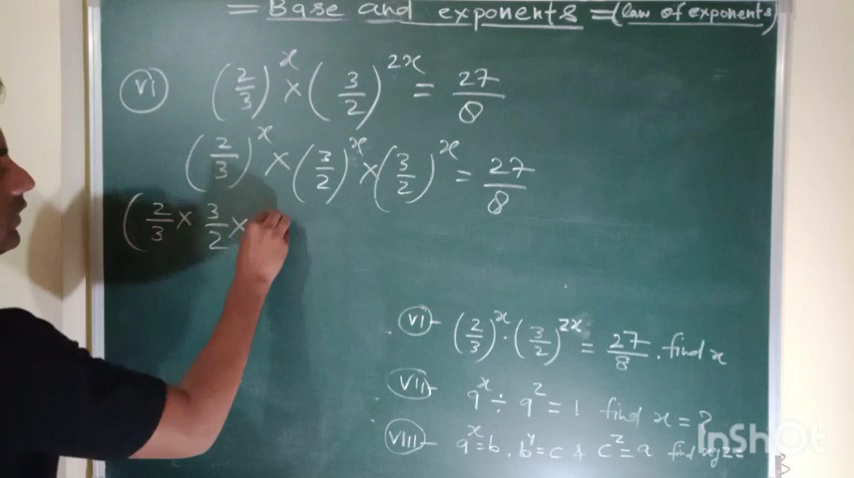 = Base and exponents = (law of exponents)
(vi) (2/3)^x × (3/2)^2x = 27/8
(2/3)^x × (3/2)^x × (3/2)^x = 27/8
(2/3 × 3/2 ×
(vi)- (2/3)^x · (3/2)^2x = 27/8 . find x
(vii)- 9^x ÷ 9^2 = 1 find x = ?
(viii)- a^x = b . b^y = c & c^z = a find xyz =
InShot